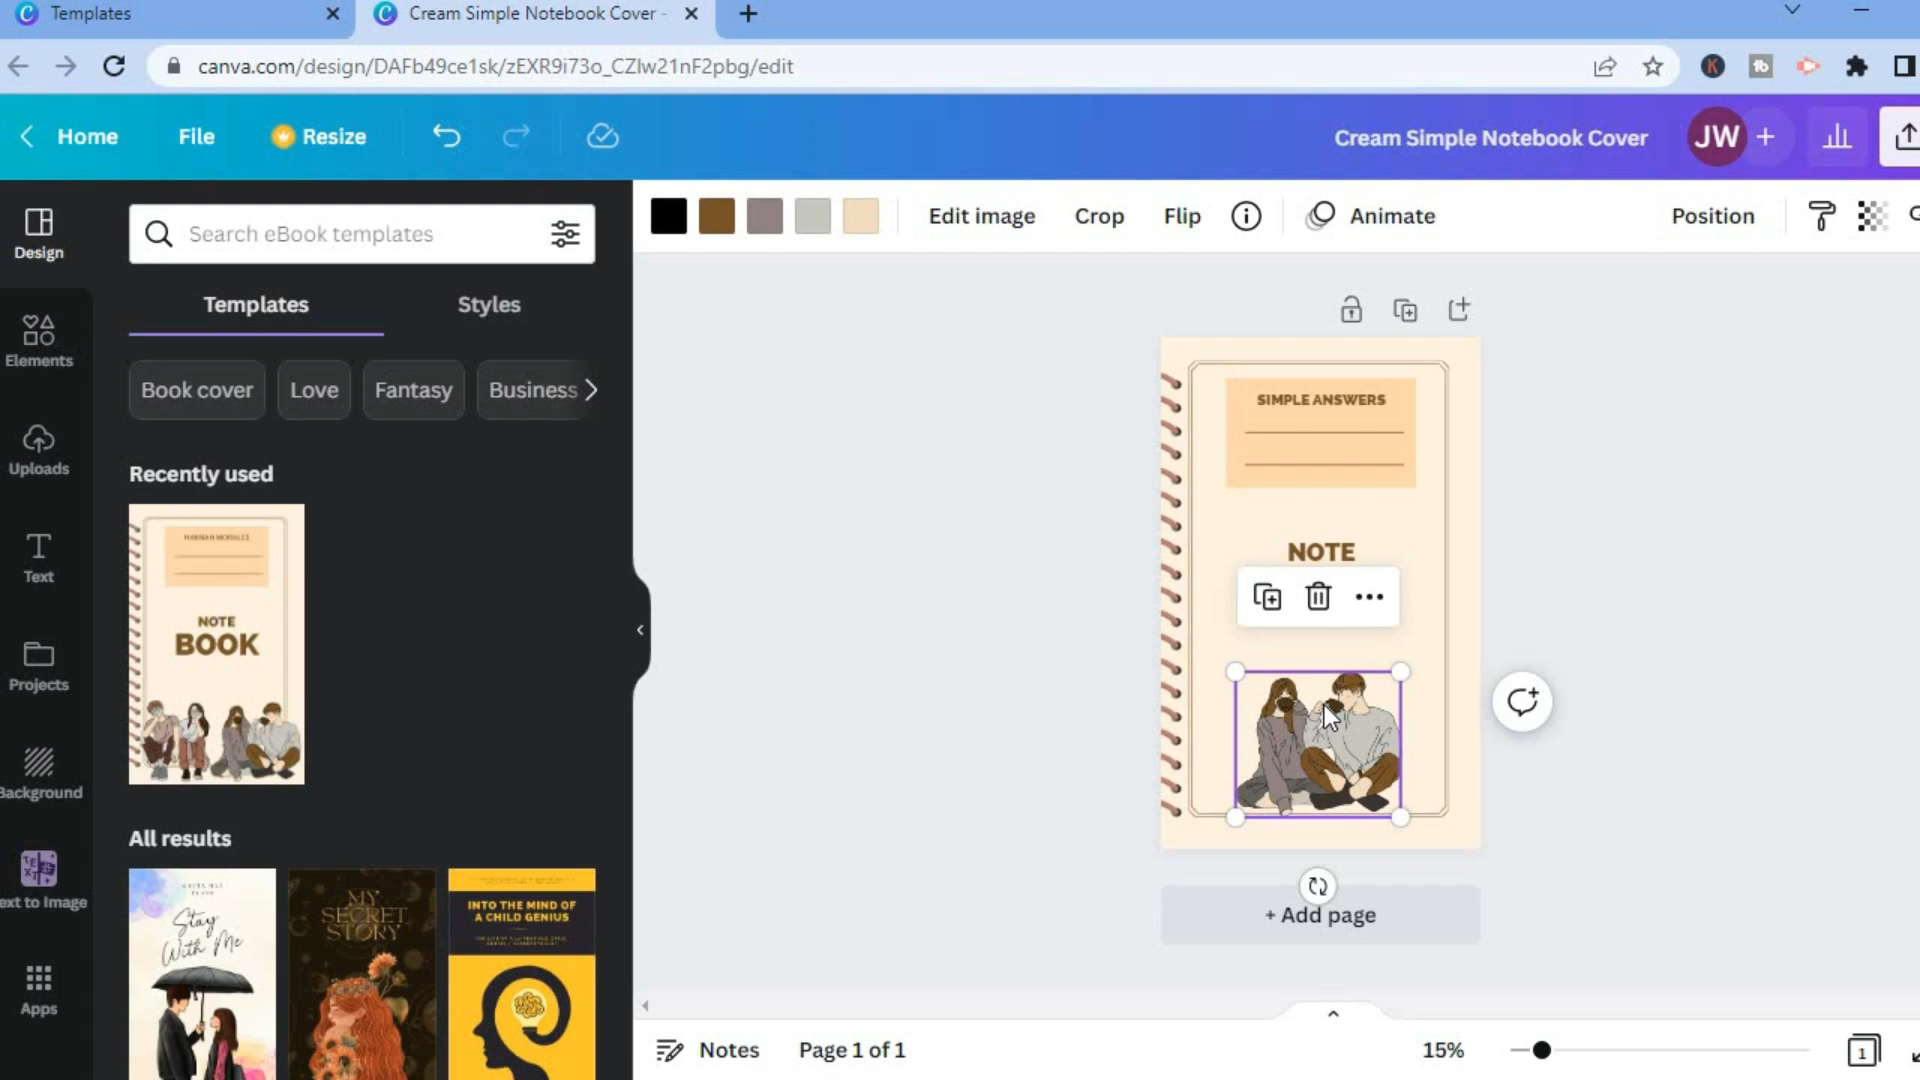 Templates
Cream Simple Notebook Cover -
canva.com/design/DAFb49ce1sk/zEXR9i73o_CZIw21nF2pbg/edit
Home
File
Resize
Cream Simple Notebook Cover
JW
Design
Elements
Uploads
Text
Projects
Background
ext to Image
Apps
Search eBook templates
Templates
Styles
Book cover
Love
Fantasy
Business
Recently used
NOTE
BOOK
All results
Stay
With Me
MY
SECRET
STORY
INTO THE MIND OF
A CHILD GENIUS
Edit image
Crop
Flip
Animate
Position
SIMPLE ANSWERS
NOTE
+ Add page
Notes
Page 1 of 1
15%
1